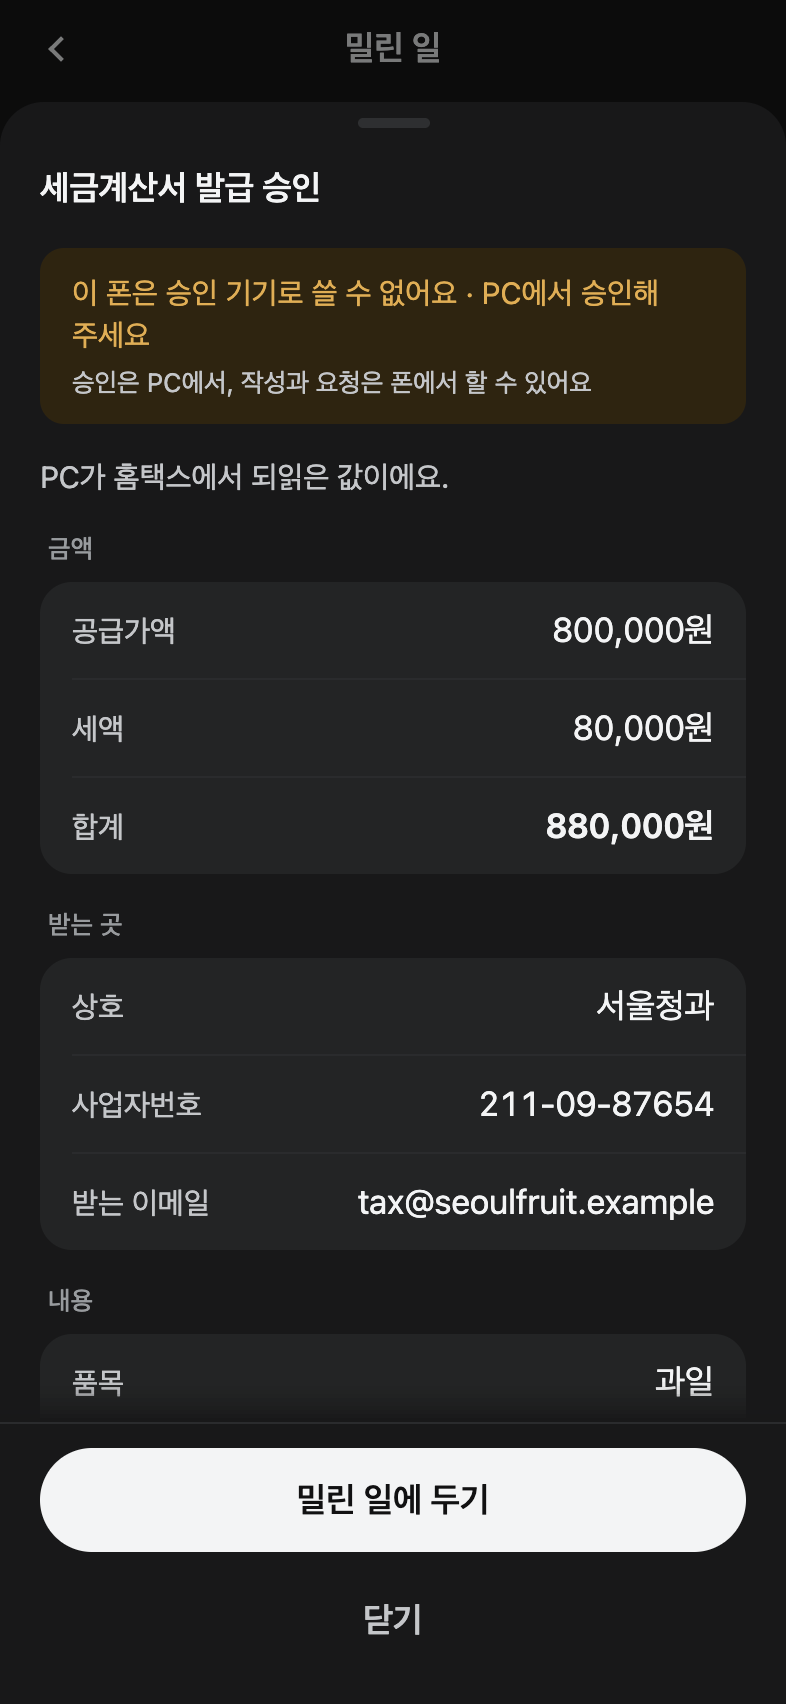 밀린 일
세금계산서 발급 승인
이 폰은 승인 기기로 쓸 수 없어요 · PC에서 승인해
주세요
승인은 PC에서, 작성과 요청은 폰에서 할 수 있어요
PC가 홈택스에서 되읽은 값이에요.
금액
공급가액 800,000원
세액 80,000원
합계 880,000원
받는 곳
상호 서울청과
사업자번호 211-09-87654
받는 이메일 tax@seoulfruit.example
내용
품목 과일
밀린 일에 두기
닫기